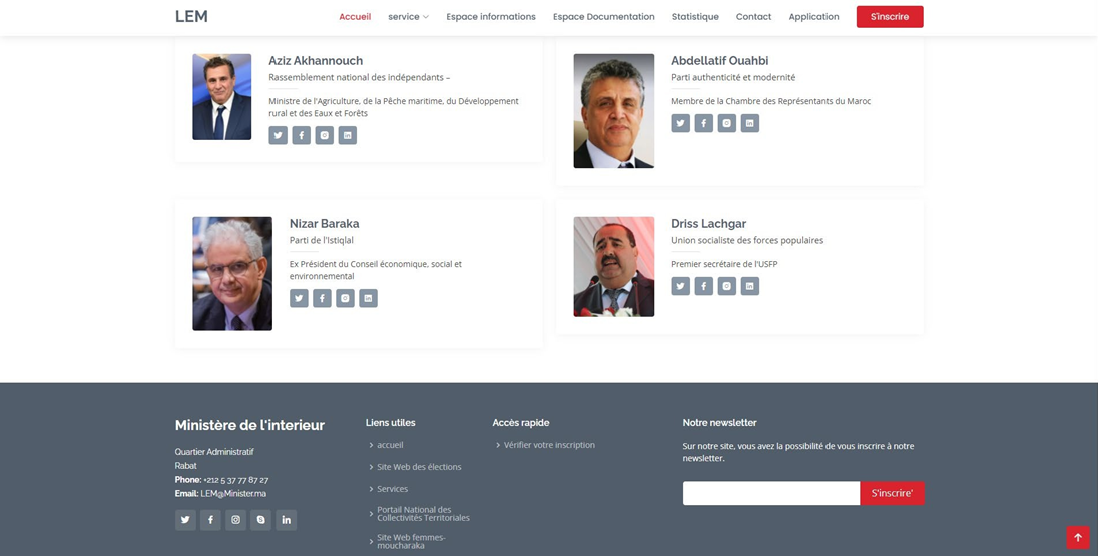 LEM
Accueil service Espace informations Espace Documentation Statistique Contact Application S'inscrire
Aziz Akhannouch
Rassemblement national des indépendants –
Ministre de l'Agriculture, de la Pêche maritime, du Développement
rural et des Eaux et Forêts
Abdellatif Ouahbi
Parti authenticité et modernité
Membre de la Chambre des Représentants du Maroc
Nizar Baraka
Parti de l'Istiqlal
Ex Président du Conseil économique, social et
environnemental
Driss Lachgar
Union socialiste des forces populaires
Premier secrétaire de l'USFP
Ministère de l'interieur
Quartier Administratif
Rabat
Phone: +212 5 37 77 87 27
Email: LEM@Minister.ma
Liens utiles
accueil
Site Web des élections
Services
Portail National des
Collectivités Territoriales
Site Web femmes-
moucharaka
Accès rapide
Vérifier votre inscription
Notre newsletter
Sur notre site, vous avez la possibilité de vous inscrire à notre
newsletter.
S'inscrire'